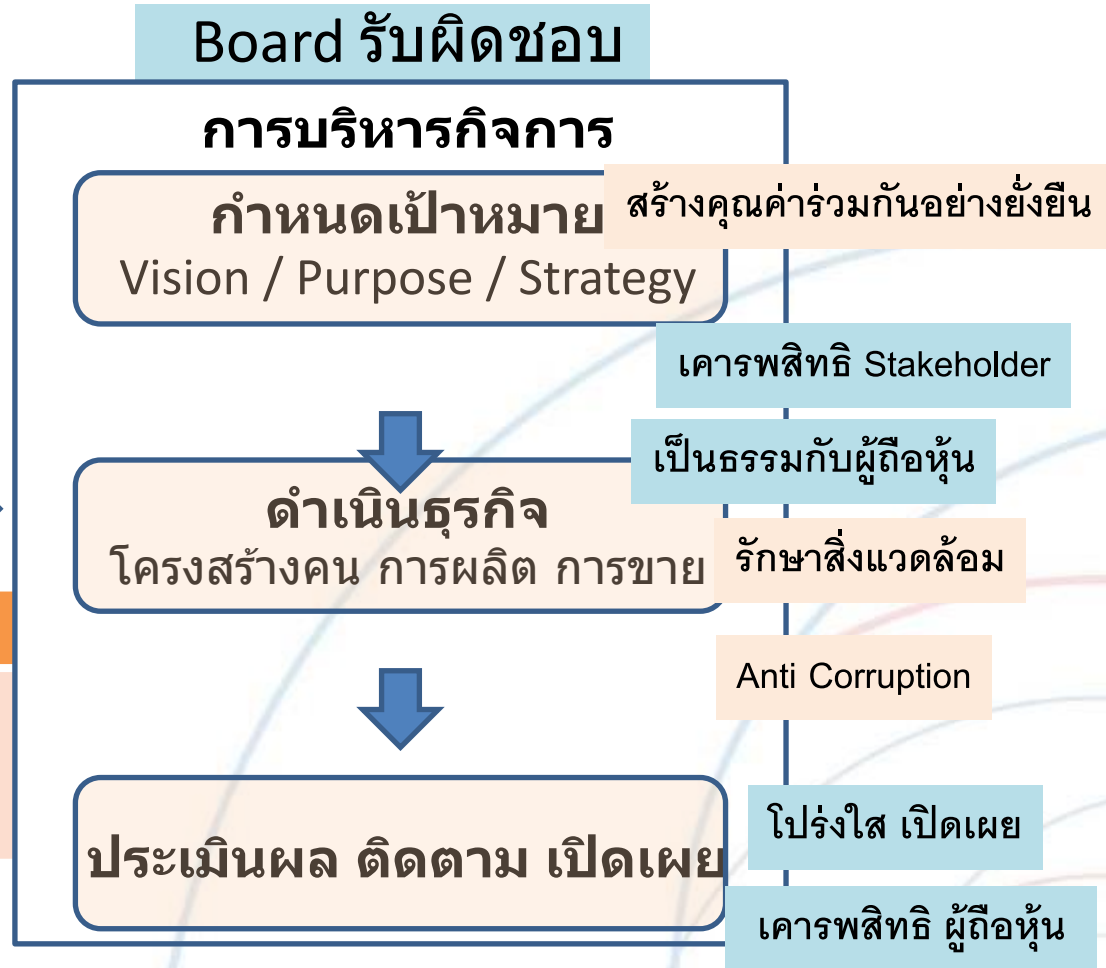 Board รับผิดชอบ
การบริหารกิจการ
กำหนดเป้าหมาย
Vision / Purpose / Strategy
สร้างคุณค่าร่วมกันอย่างยั่งยืน
เคารพสิทธิ Stakeholder
เป็นธรรมกับผู้ถือหุ้น
ดำเนินธุรกิจ
โครงสร้างคน การผลิต การขาย
รักษาสิ่งแวดล้อม
Anti Corruption
ประเมินผล ติดตาม เปิดเผย
โปร่งใส เปิดเผย
เคารพสิทธิ ผู้ถือหุ้น